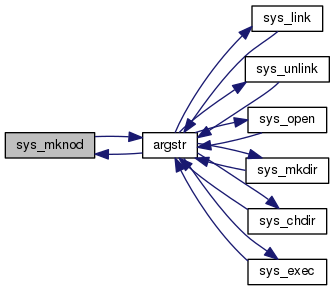 sys_link
sys_unlink
sys_open
sys_mknod
argstr
sys_mkdir
sys_chdir
sys_exec